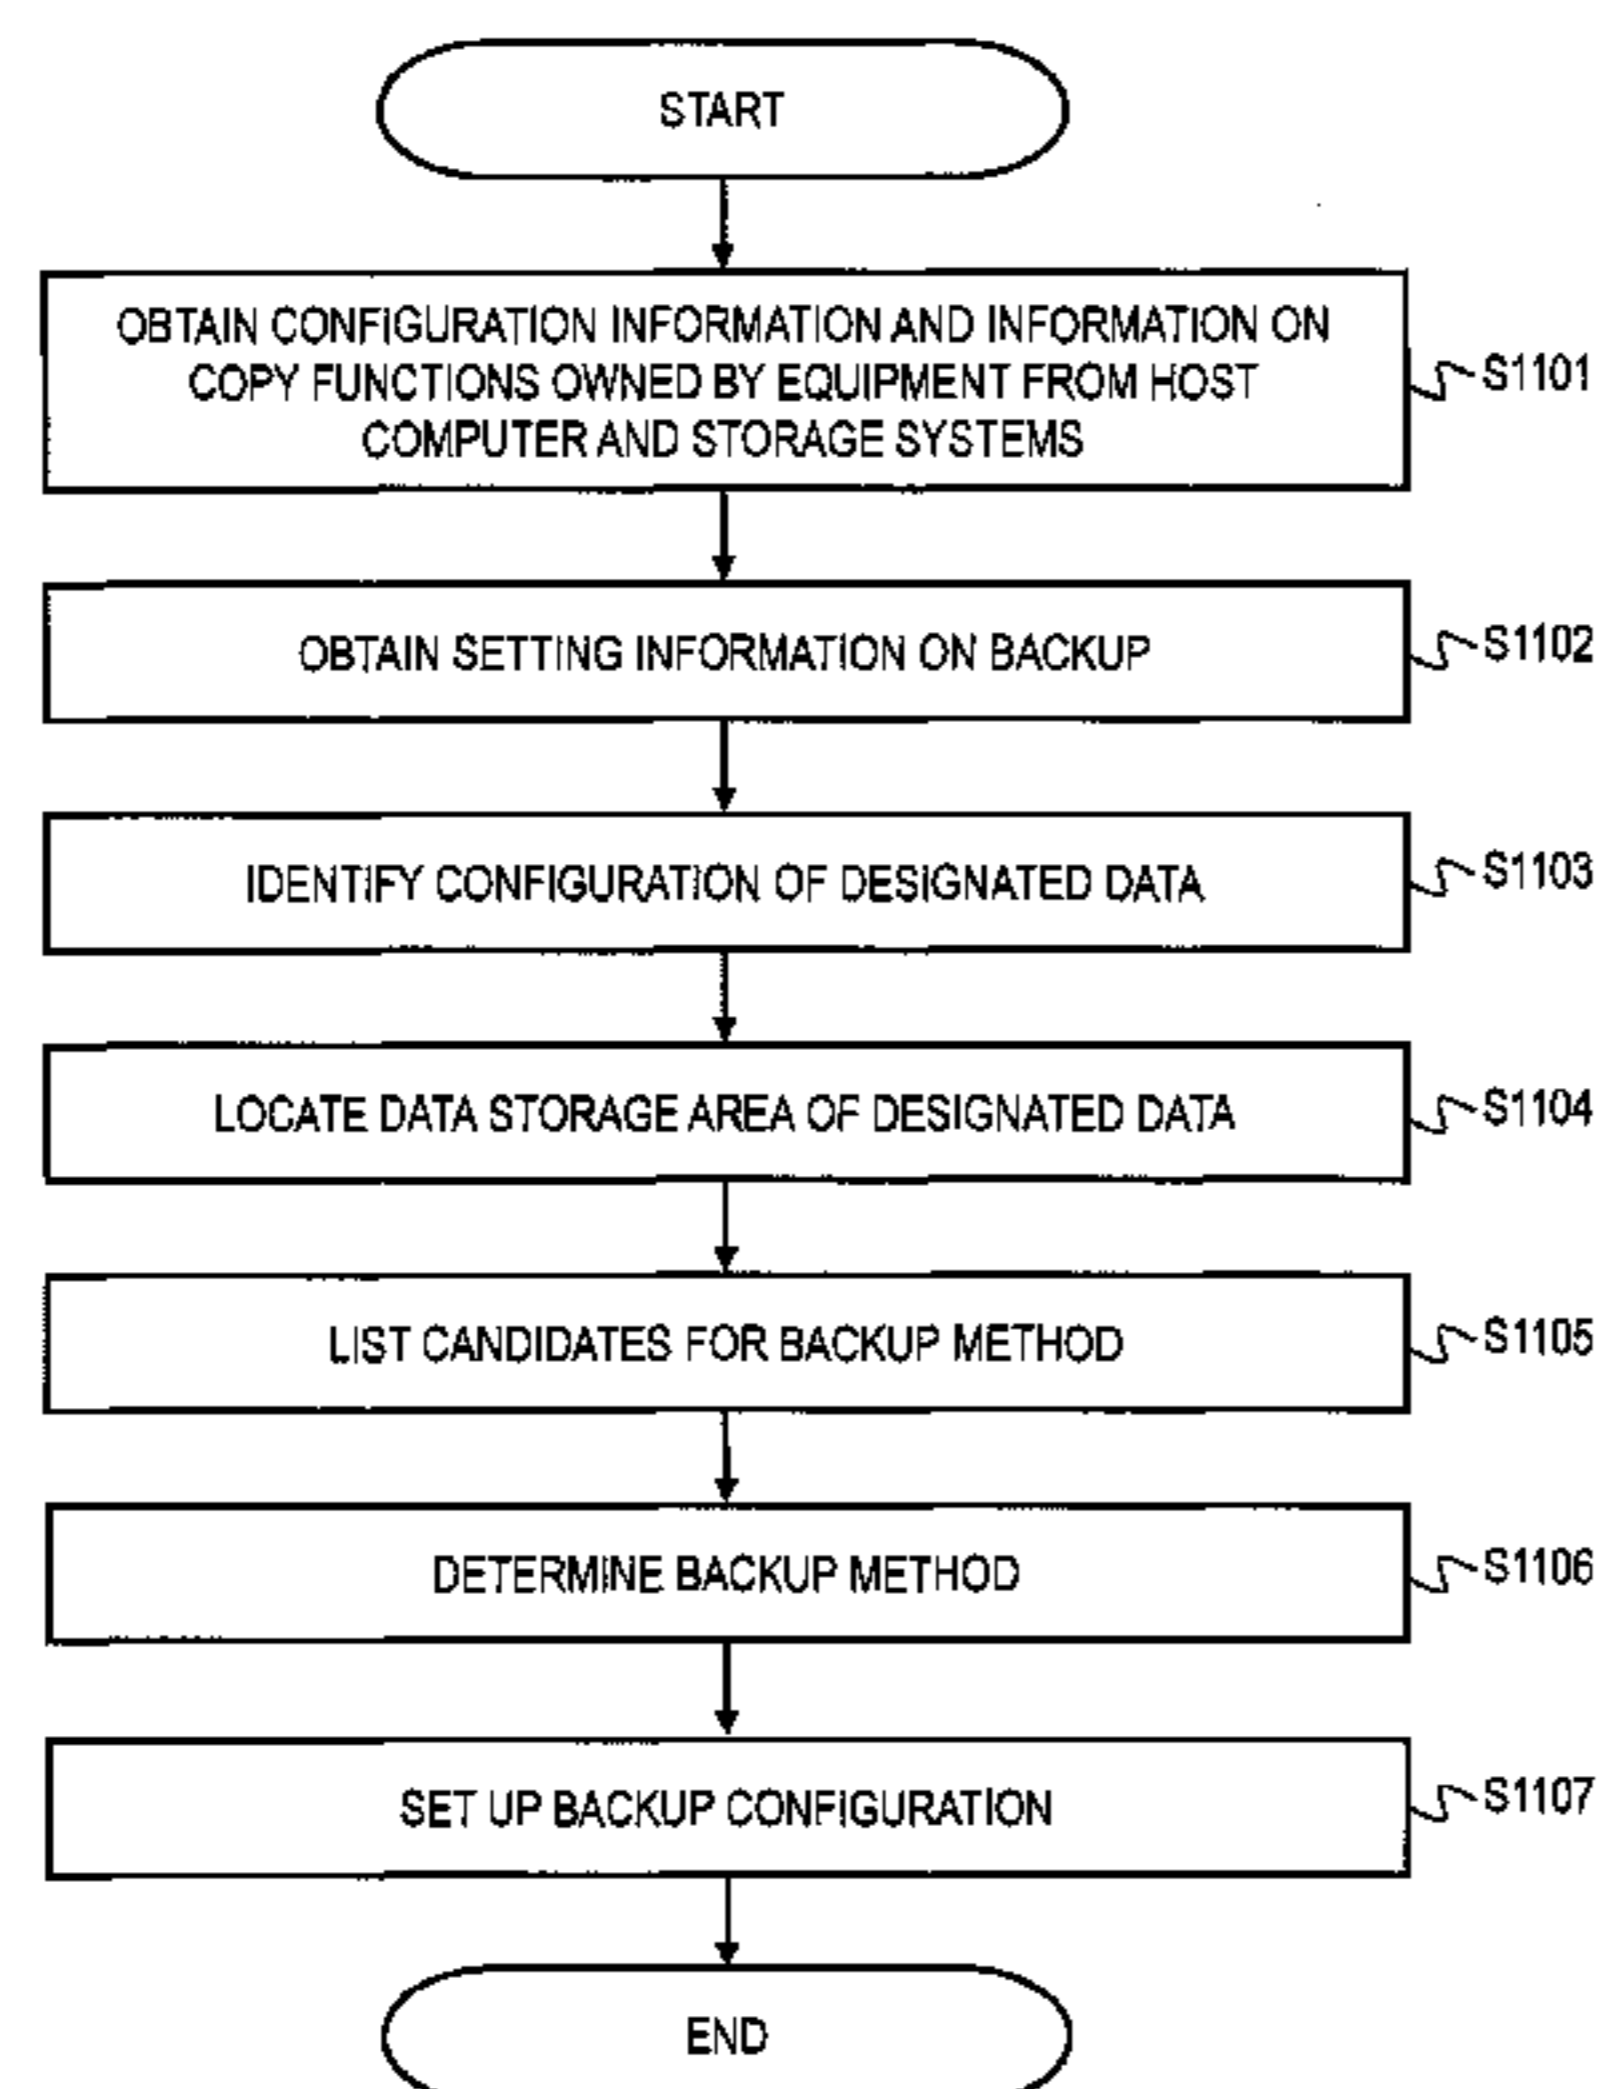 START
OBTAIN CONFIGURATION INFORMATION AND INFORMATION ON
COPY FUNCTIONS OWNED BY EQUIPMENT FROM HOST
COMPUTER AND STORAGE SYSTEMS
S1101
OBTAIN SETTING INFORMATION ON BACKUP
S1102
IDENTIFY CONFIGURATION OF DESIGNATED DATA
S1103
LOCATE DATA STORAGE AREA OF DESIGNATED DATA
S1104
LIST CANDIDATES FOR BACKUP METHOD
S1105
DETERMINE BACKUP METHOD
S1106
SET UP BACKUP CONFIGURATION
S1107
END